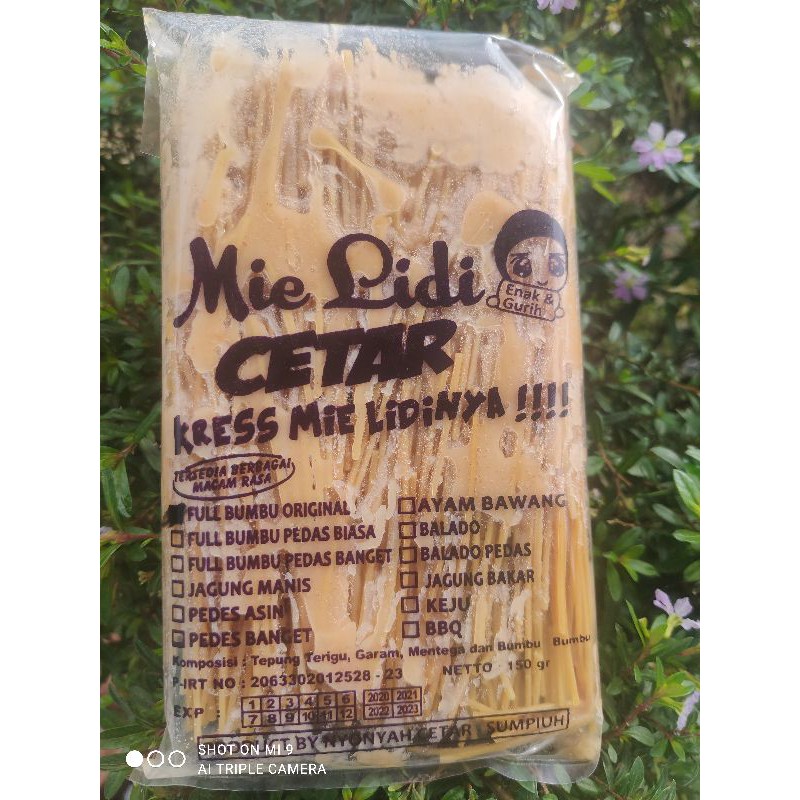 Mie Lidi
Enak &
Gurih
CETAR
KRESS MiE LiDiNYA !!!!
TERSEDIA BERBAGAI
MACAM RASA
FULL BUMBU ORIGINAL
FULL BUMBU PEDAS BIASA
FULL BUMBU PEDAS BANGET
JAGUNG MANIS
PEDES ASIN
PEDES BANGET
AYAM BAWANG
BALADO
BALADO PEDAS
JAGUNG BAKAR
KEJU
BBQ
Komposisi : Tepung Terigu, Garam, Mentega dan Bumbu Bumbu
P-IRT NO : 2063302012528 - 23
NETTO 150 gr
EXP :
1 2 3 4 5 6 2020 2021
7 8 9 10 11 12 2022 2023
BY NYONYAH CETAR SUMPIUH
SHOT ON MI 9
AI TRIPLE CAMERA